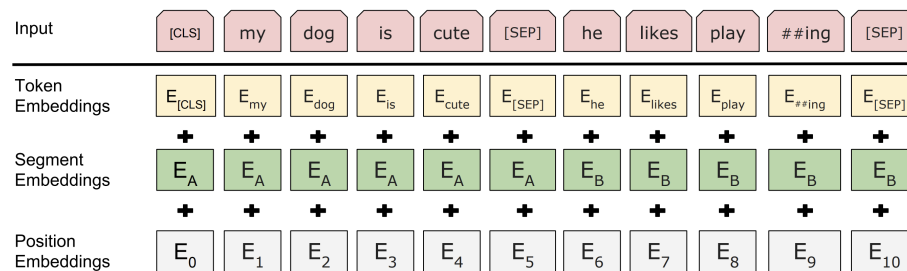 Input [CLS] my dog is cute [SEP] he likes play ##ing [SEP]
Token
Embeddings
E[CLS] Emy Edog Eis Ecute E[SEP] Ehe Elikes Eplay E##ing E[SEP]
+ + + + + + + + + + +
Segment
Embeddings
EA EA EA EA EA EA EB EB EB EB EB
+ + + + + + + + + + +
Position
Embeddings
E0 E1 E2 E3 E4 E5 E6 E7 E8 E9 E10